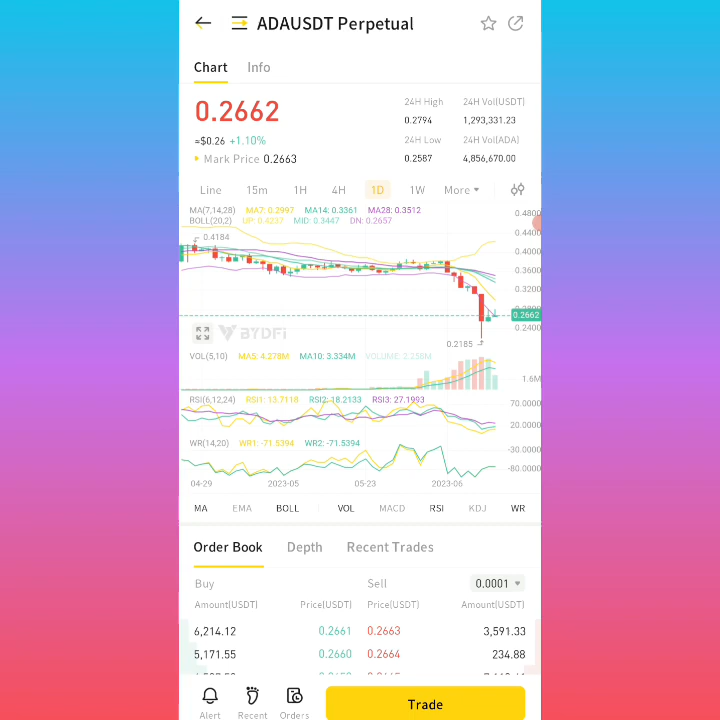 ADAUSDT Perpetual
Chart Info
0.2662
24H High 24H Vol(USDT)
0.2794 1,293,331.23
≈$0.26 +1.10%
24H Low 24H Vol(ADA)
Mark Price 0.2663
0.2587 4,856,670.00
Line 15m 1H 4H 1D 1W More
MA(7,14,28) MA7: 0.2997 MA14: 0.3361 MA28: 0.3512
BOLL(20,2) UP: 0.4237 MID: 0.3447 DN: 0.2657
0.4800
0.4400
0.4184
0.4000
0.3600
0.3200
0.2662
0.2400
BYDFi
0.2185
VOL(5,10) MA5: 4.278M MA10: 3.334M VOLUME: 2.258M
1.6M
RSI(6,12,24) RSI1: 13.7118 RSI2: 18.2133 RSI3: 27.1993
70.0000
20.0000
WR(14,20) WR1: -71.5394 WR2: -71.5394
-30.0000
-80.0000
04-29 2023-05 05-23 2023-06
MA EMA BOLL VOL MACD RSI KDJ WR
Order Book Depth Recent Trades
Buy Sell 0.0001
Amount(USDT) Price(USDT) Price(USDT) Amount(USDT)
6,214.12 0.2661 0.2663 3,591.33
5,171.55 0.2660 0.2664 234.88
Alert Recent Orders Trade